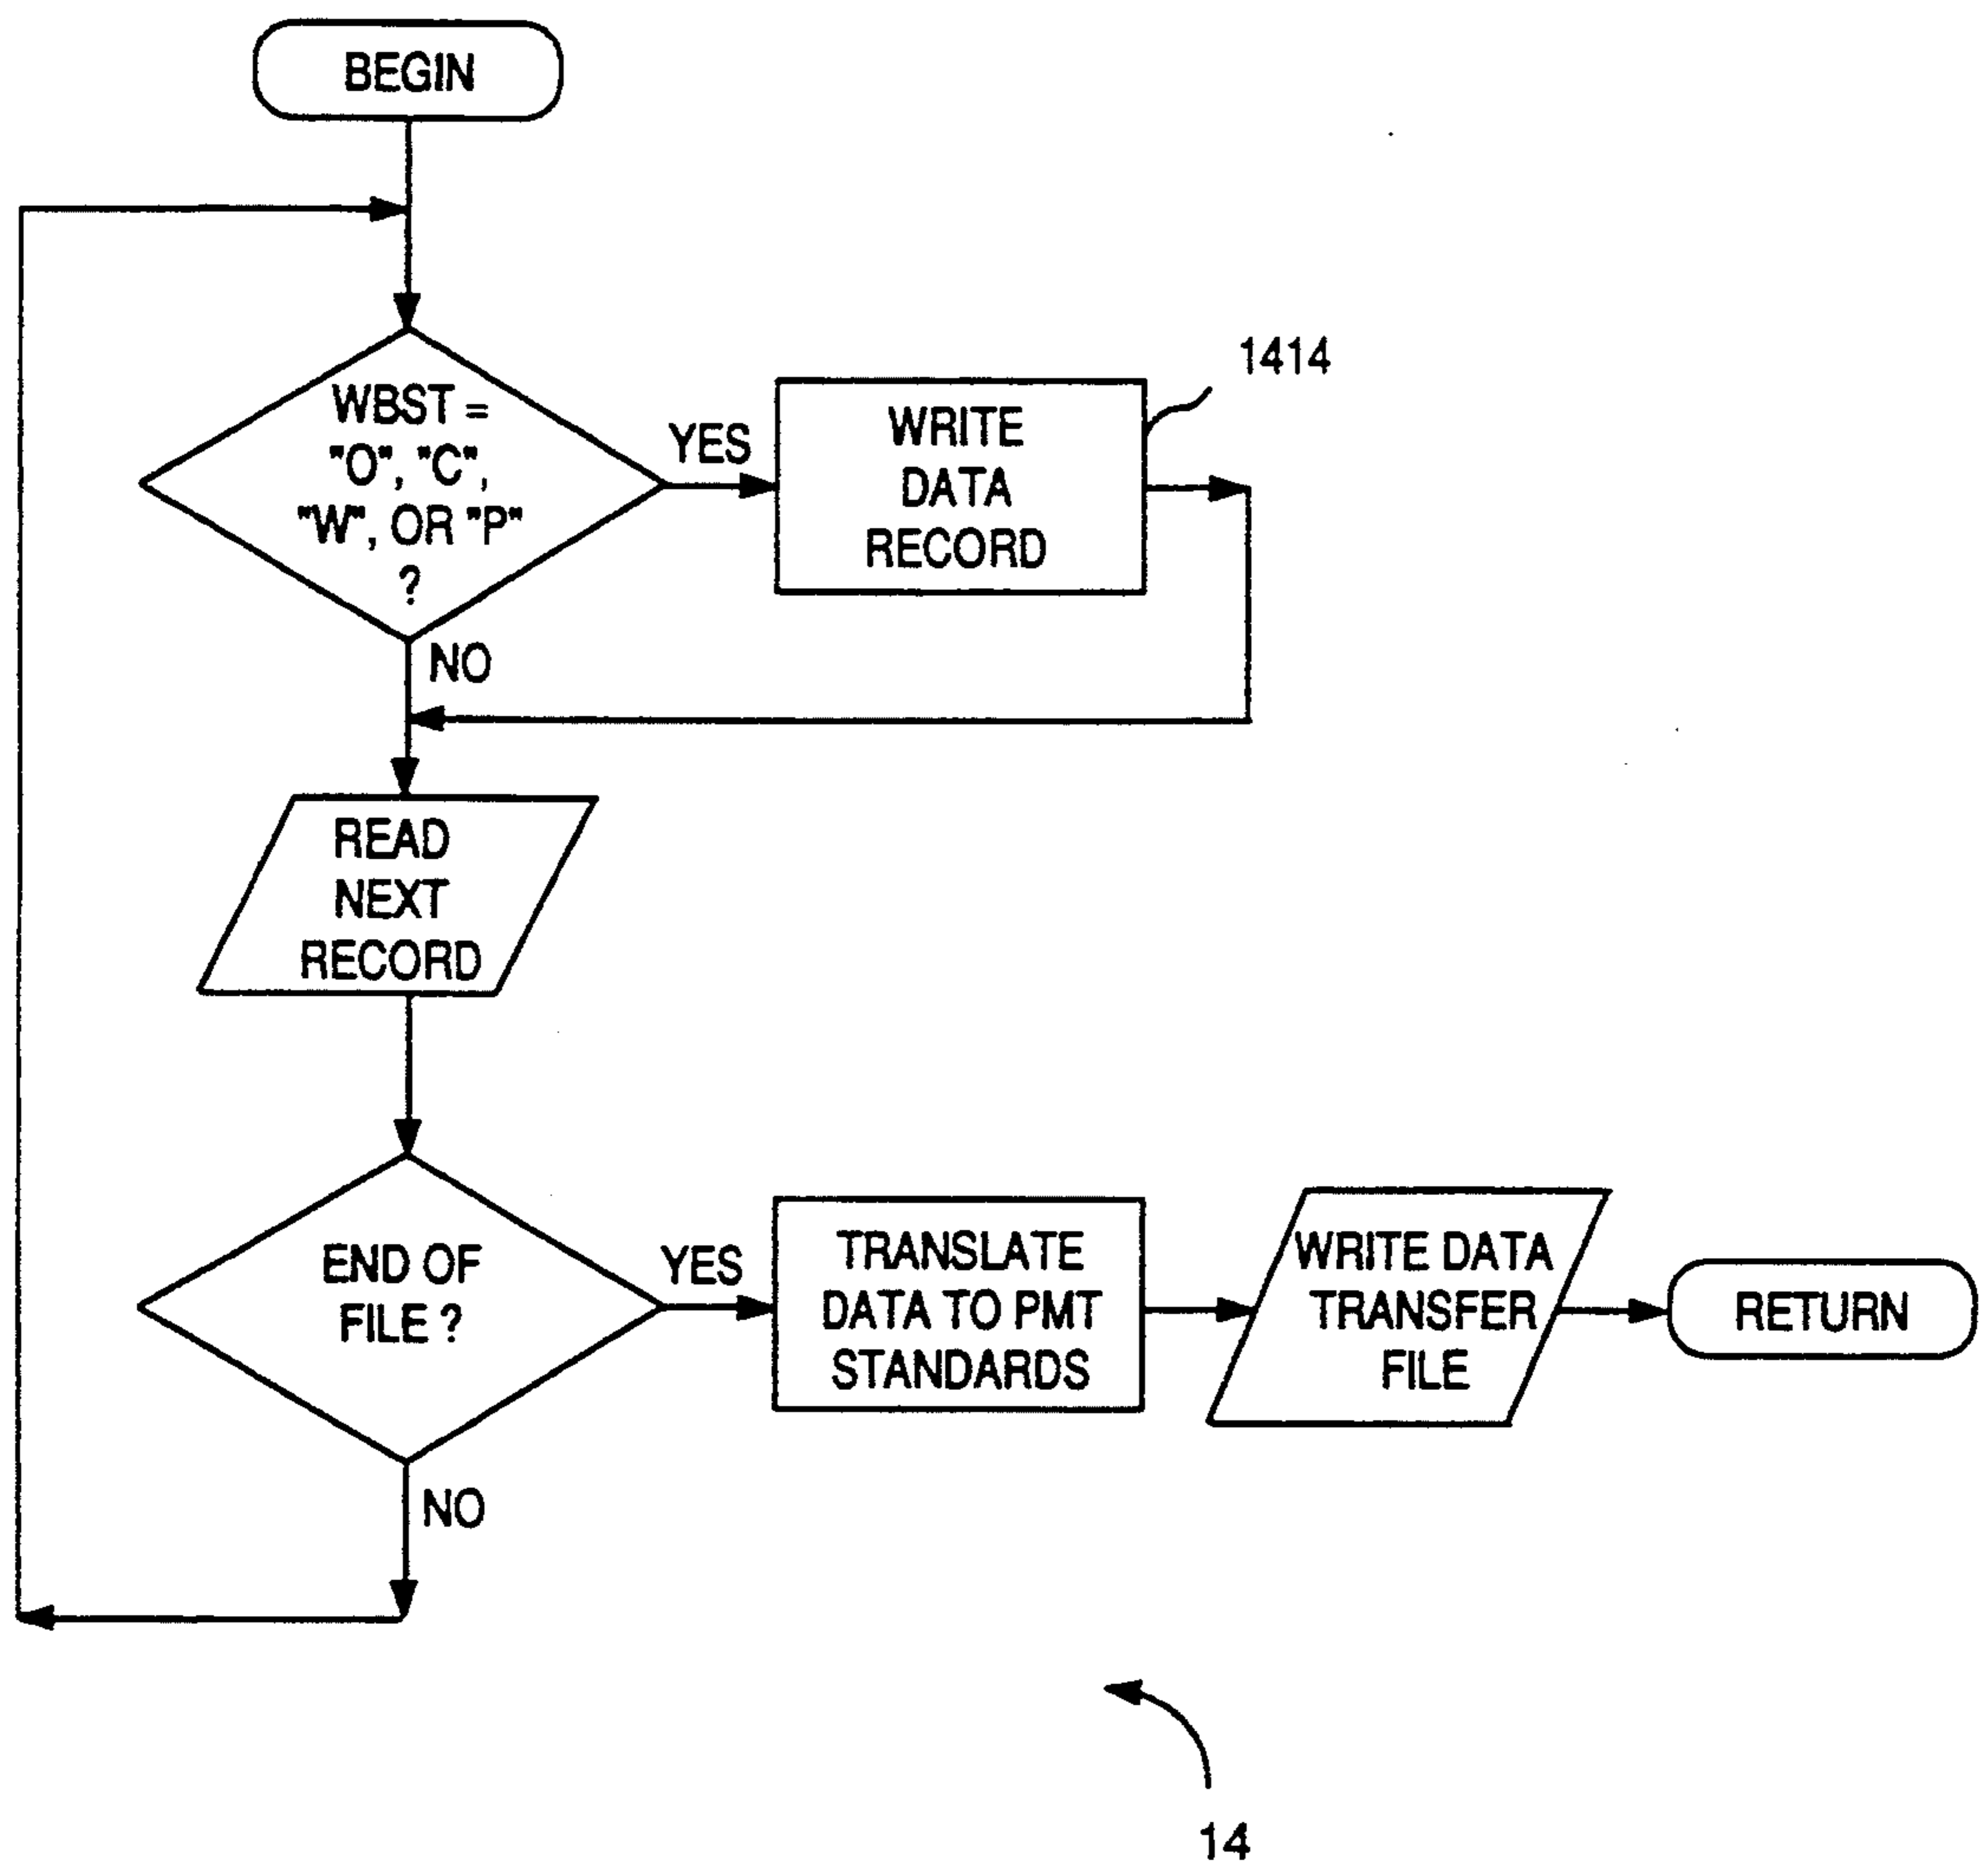 BEGIN
WBST =
"O", "C",
"W", OR "P"
?
YES
WRITE
DATA
RECORD
1414
NO
READ
NEXT
RECORD
END OF
FILE ?
YES
TRANSLATE
DATA TO PMT
STANDARDS
WRITE DATA
TRANSFER
FILE
RETURN
NO
14